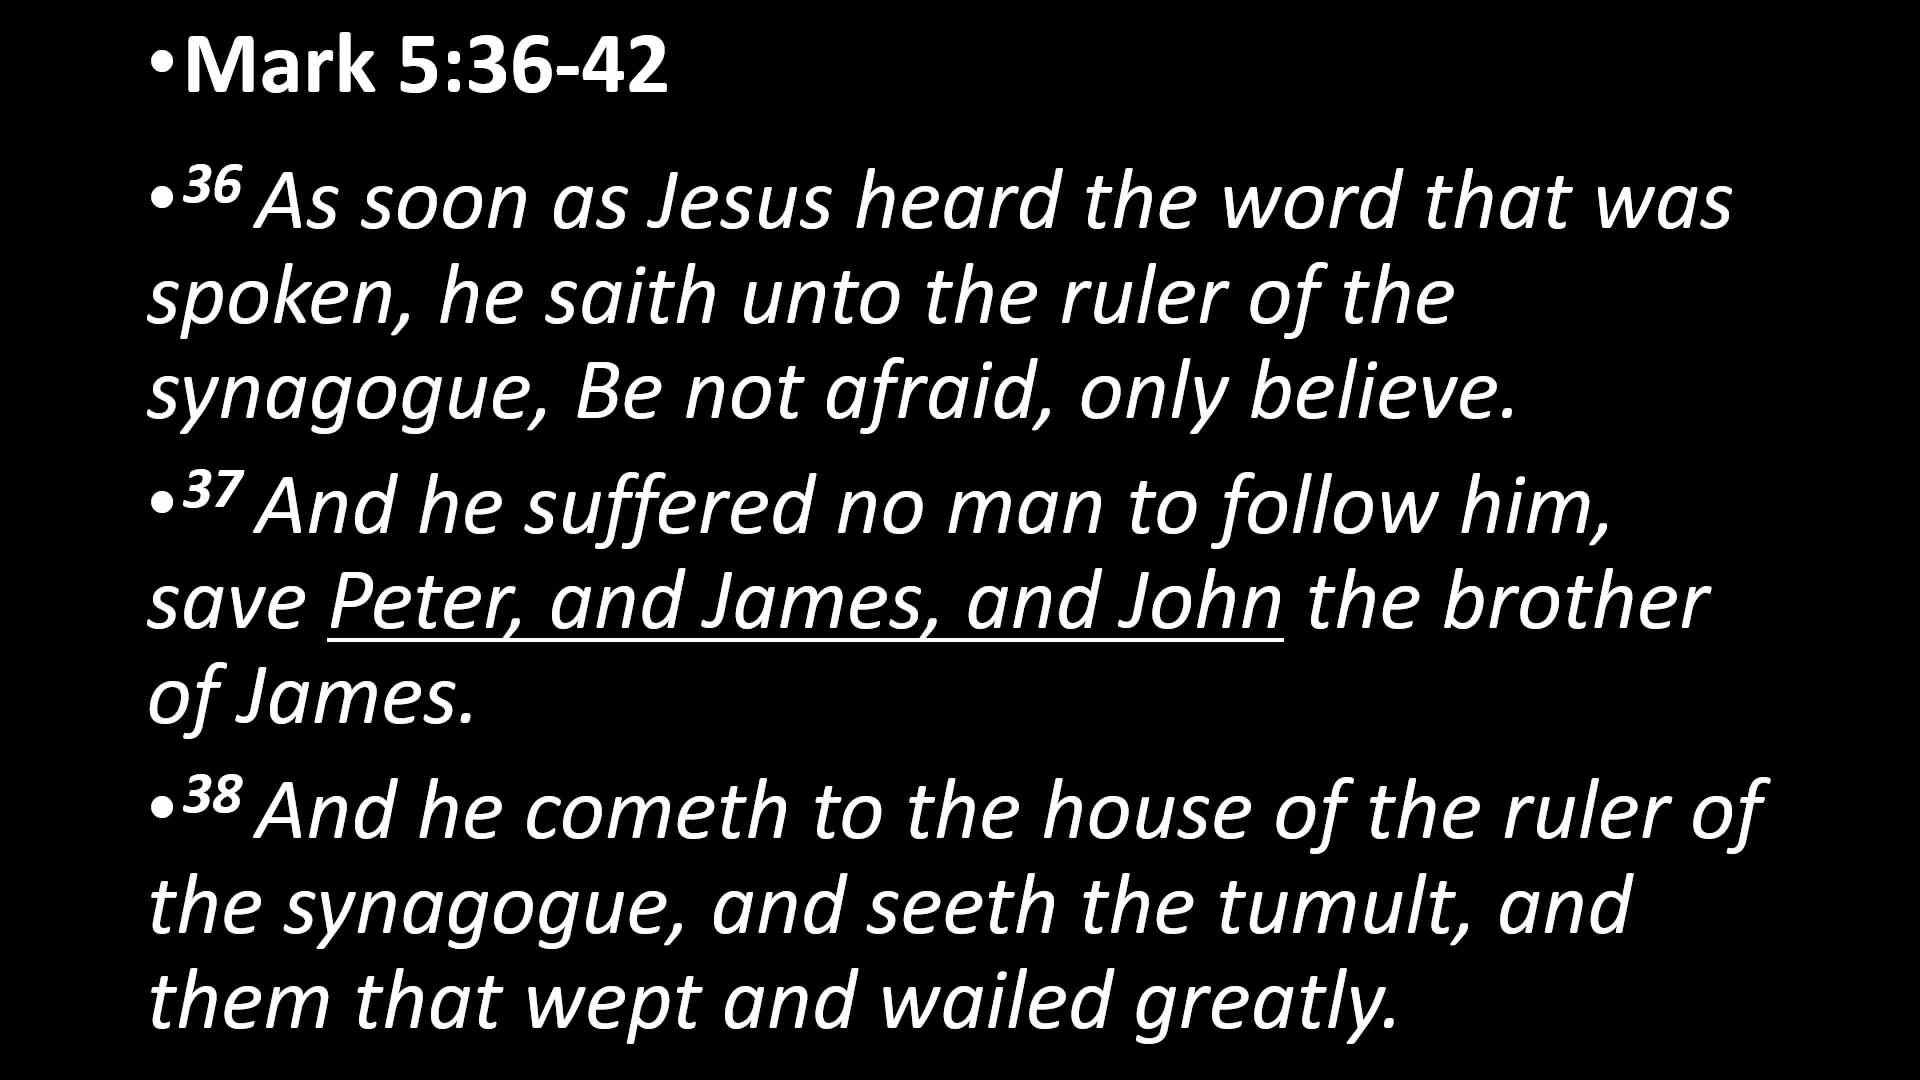 •Mark 5:36-42
•36 As soon as Jesus heard the word that was
spoken, he saith unto the ruler of the
synagogue, Be not afraid, only believe.
•37 And he suffered no man to follow him,
save Peter, and James, and John the brother
of James.
•38 And he cometh to the house of the ruler of
the synagogue, and seeth the tumult, and
them that wept and wailed greatly.